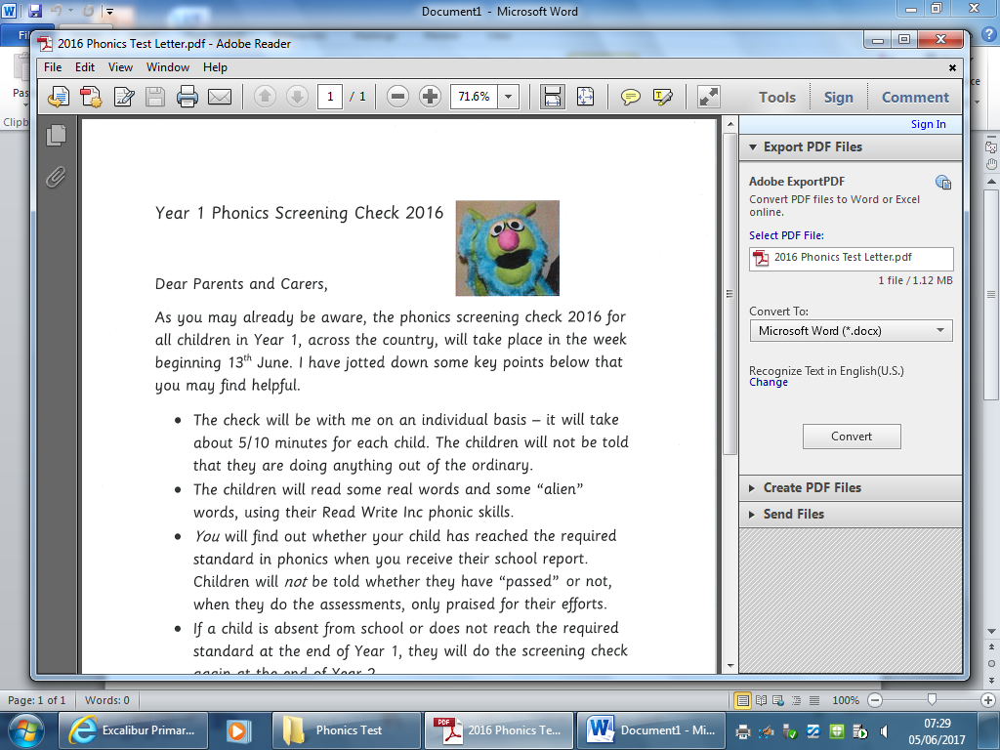 Document1 - Microsoft Word
2016 Phonics Test Letter.pdf - Adobe Reader
File Edit View Window Help
1 / 1 71.6% Tools Sign Comment
Sign In
Export PDF Files
Adobe ExportPDF
Convert PDF files to Word or Excel
online.
Select PDF File:
2016 Phonics Test Letter.pdf
1 file / 1.12 MB
Convert To:
Microsoft Word (*.docx)
Recognize Text in English(U.S.)
Change
Convert
Create PDF Files
Send Files
Year 1 Phonics Screening Check 2016
Dear Parents and Carers,
As you may already be aware, the phonics screening check 2016 for
all children in Year 1, across the country, will take place in the week
beginning 13th June. I have jotted down some key points below that
you may find helpful.
• The check will be with me on an individual basis – it will take
about 5/10 minutes for each child. The children will not be told
that they are doing anything out of the ordinary.
• The children will read some real words and some “alien”
words, using their Read Write Inc phonic skills.
• You will find out whether your child has reached the required
standard in phonics when you receive their school report.
Children will not be told whether they have “passed” or not,
when they do the assessments, only praised for their efforts.
• If a child is absent from school or does not reach the required
standard at the end of Year 1, they will do the screening check
again at the end of Year 2
Page: 1 of 1 Words: 0 100%
Excalibur Primar... Phonics Test 2016 Phonics Te... Document1 - Mi...
07:29
05/06/2017